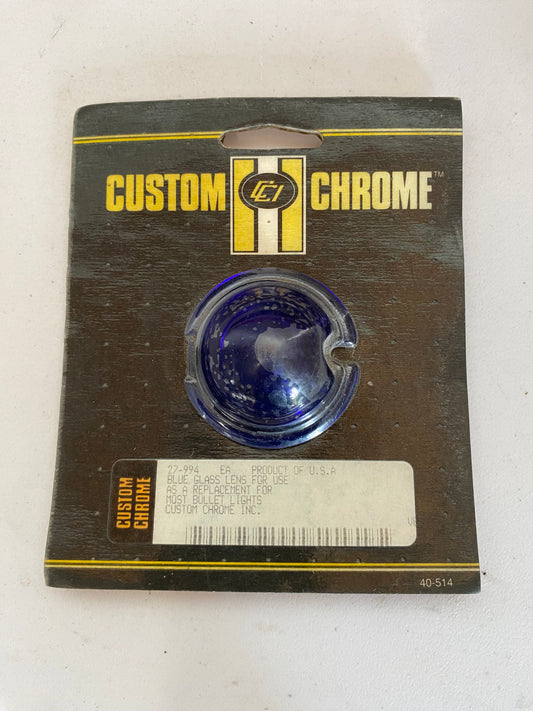 CUSTOM CCI CHROME™
27-994 EA PRODUCT OF U.S.A
BLUE GLASS LENS FOR USE
AS A REPLACEMENT FOR
MOST BULLET LIGHTS
CUSTOM CHROME INC.
CUSTOM
CHROME
40-514